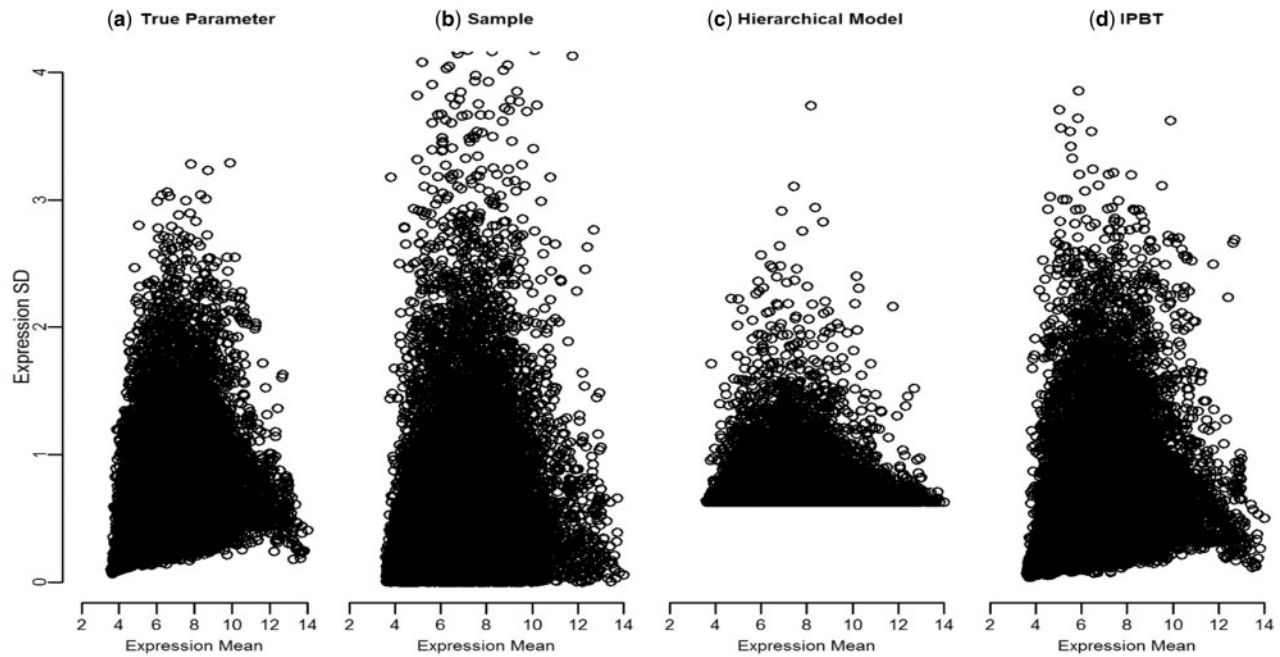 (a) True Parameter
(b) Sample
(c) Hierarchical Model
(d) IPBT
Expression SD
4
3
2
1
0
2 4 6 8 10 12 14
2 4 6 8 10 12 14
2 4 6 8 10 12 14
2 4 6 8 10 12 14
Expression Mean
Expression Mean
Expression Mean
Expression Mean